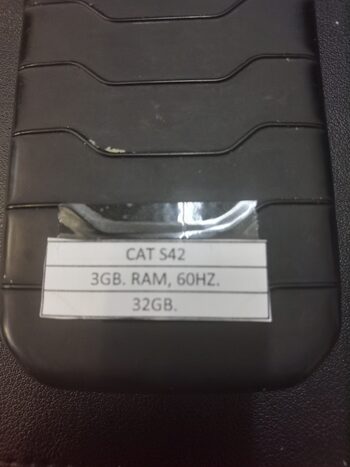 CAT S42
3GB. RAM, 60HZ.
32GB.